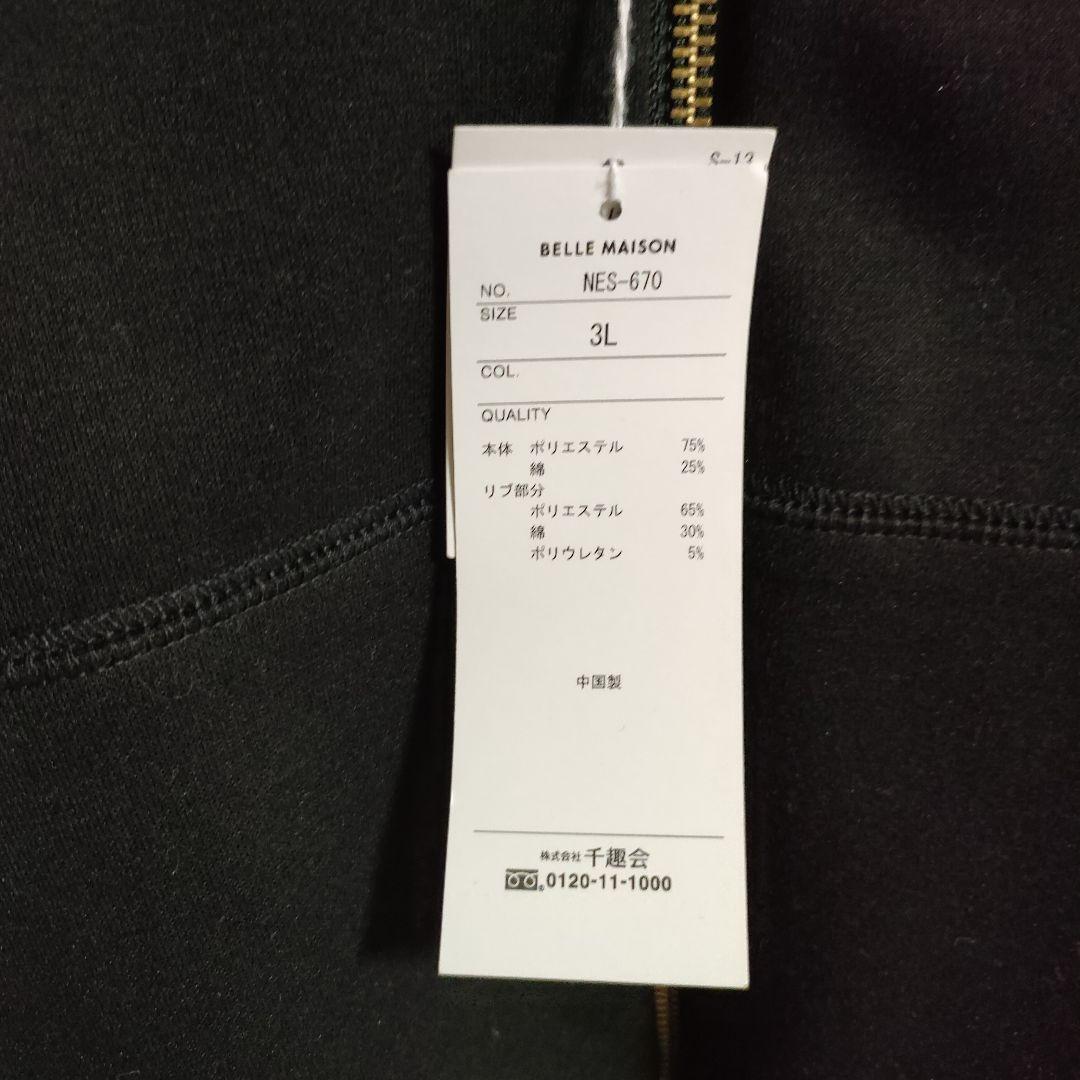 BELLE MAISON
NO. NES-670
SIZE
3L
COL.
QUALITY
本体 ポリエステル 75%
綿 25%
リブ部分
ポリエステル 65%
綿 30%
ポリウレタン 5%
中国製
株式会社 千趣会
0120-11-1000